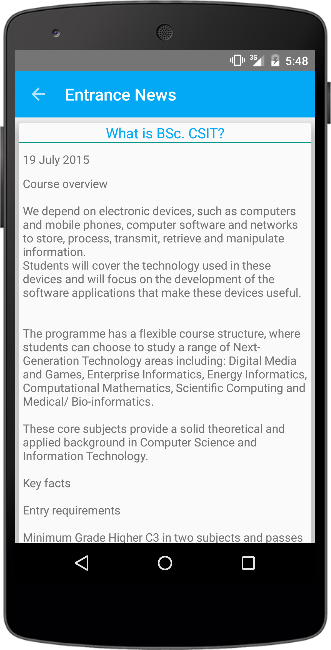 3G 5:48
Entrance News
What is BSc. CSIT?
19 July 2015
Course overview
We depend on electronic devices, such as computers
and mobile phones, computer software and networks
to store, process, transmit, retrieve and manipulate
information.
Students will cover the technology used in these
devices and will focus on the development of the
software applications that make these devices useful.
The programme has a flexible course structure, where
students can choose to study a range of Next-
Generation Technology areas including: Digital Media
and Games, Enterprise Informatics, Energy Informatics,
Computational Mathematics, Scientific Computing and
Medical/ Bio-informatics.
These core subjects provide a solid theoretical and
applied background in Computer Science and
Information Technology.
Key facts
Entry requirements
Minimum Grade Higher C3 in two subjects and passes